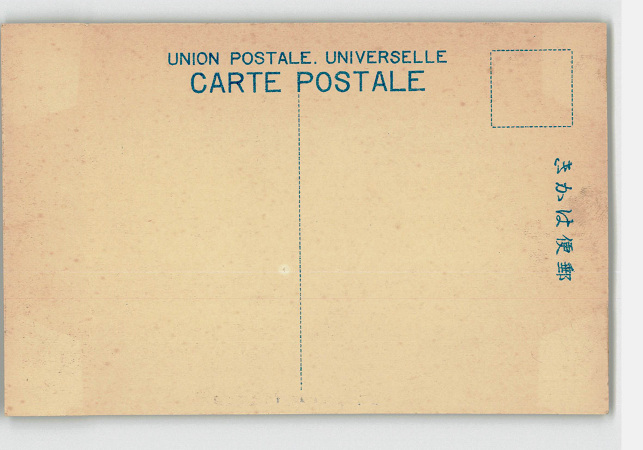 UNION POSTALE. UNIVERSELLE
CARTE POSTALE
きかは便郵